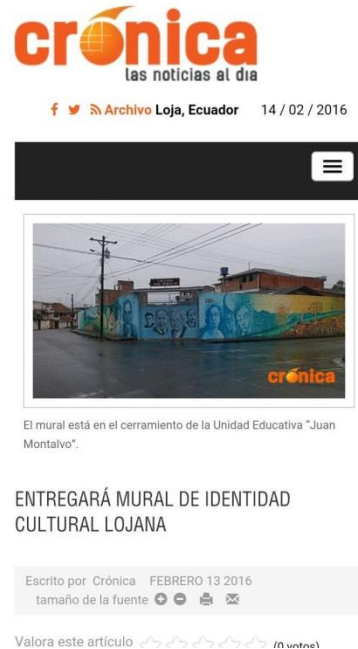 crónica
las noticias al dia
Archivo Loja, Ecuador 14 / 02 / 2016
crónica
El mural está en el cerramiento de la Unidad Educativa "Juan
Montalvo".
ENTREGARÁ MURAL DE IDENTIDAD
CULTURAL LOJANA
Escrito por Crónica FEBRERO 13 2016
tamaño de la fuente
Valora este artículo (0 votos)